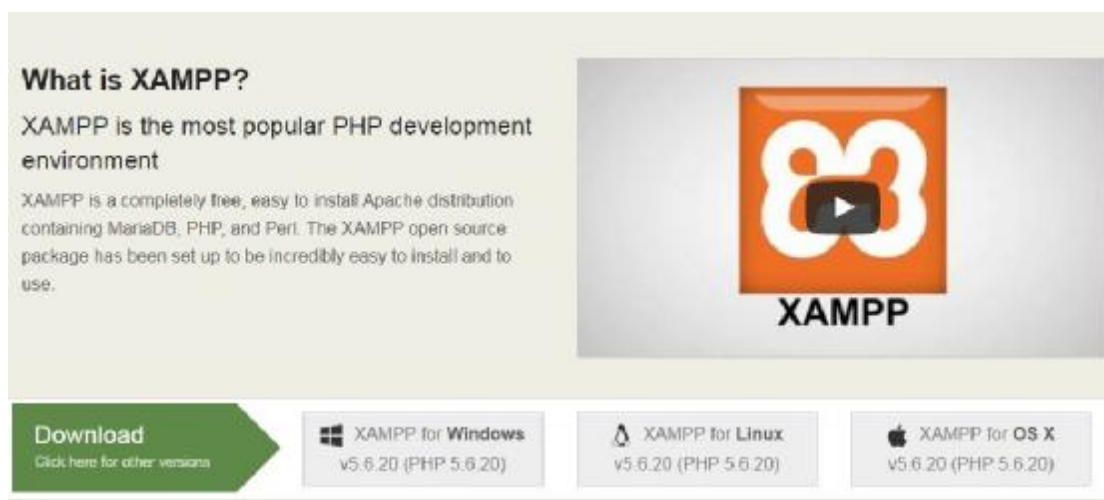 What is XAMPP?
XAMPP is the most popular PHP development
environment
XAMPP is a completely free, easy to install Apache distribution
containing MariaDB, PHP, and Perl. The XAMPP open source
package has been set up to be incredibly easy to install and to
use.
XAMPP
Download
Click here for other versions
XAMPP for Windows
v5.6.20 (PHP 5.6.20)
XAMPP for Linux
v5.6.20 (PHP 5.6.20)
XAMPP for OS X
v5.6.20 (PHP 5.6.20)